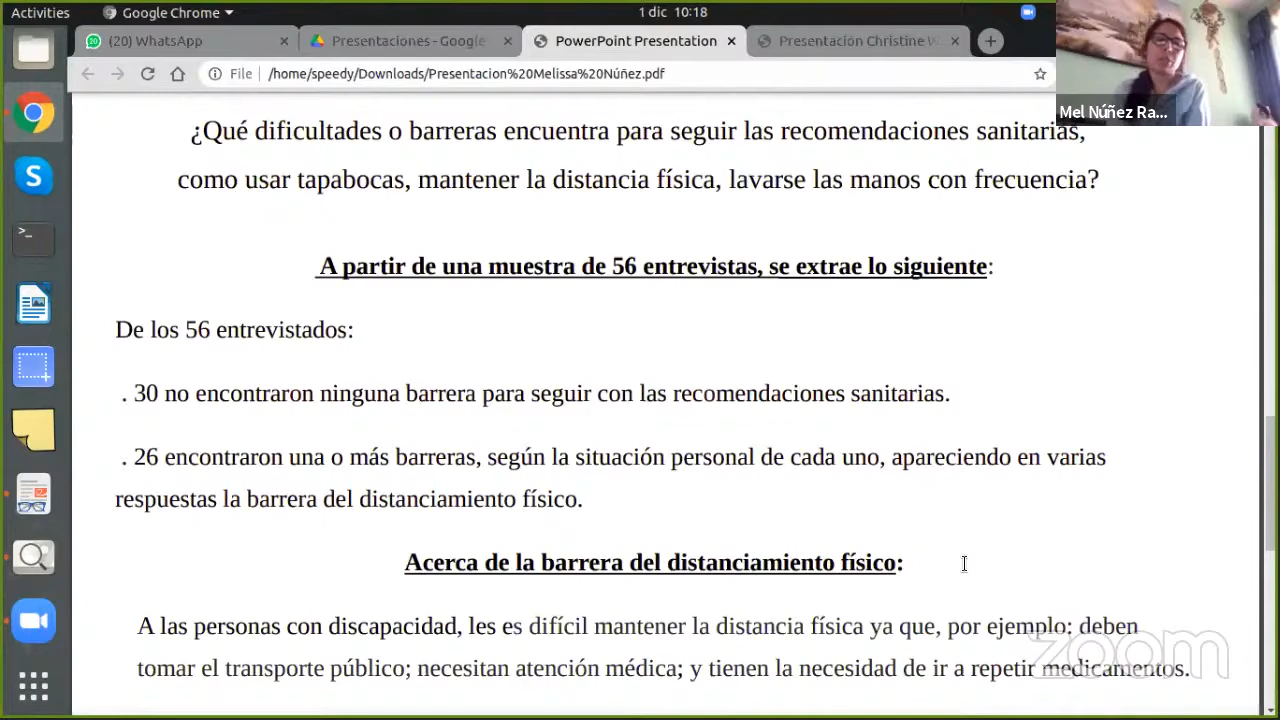 Activities
Google Chrome
1 dic 10:18
(20) WhatsApp
Presentaciones - Google
PowerPoint Presentation
Presentación Christine W
File
/home/speedy/Downloads/Presentacion%20Melissa%20Núñez.pdf
Mel Núñez Ra...
¿Qué dificultades o barreras encuentra para seguir las recomendaciones sanitarias,
como usar tapabocas, mantener la distancia física, lavarse las manos con frecuencia?
A partir de una muestra de 56 entrevistas, se extrae lo siguiente:
De los 56 entrevistados:
. 30 no encontraron ninguna barrera para seguir con las recomendaciones sanitarias.
. 26 encontraron una o más barreras, según la situación personal de cada uno, apareciendo en varias
respuestas la barrera del distanciamiento físico.
Acerca de la barrera del distanciamiento físico:
A las personas con discapacidad, les es difícil mantener la distancia física ya que, por ejemplo: deben
tomar el transporte público; necesitan atención médica; y tienen la necesidad de ir a repetir medicamentos.
zoom